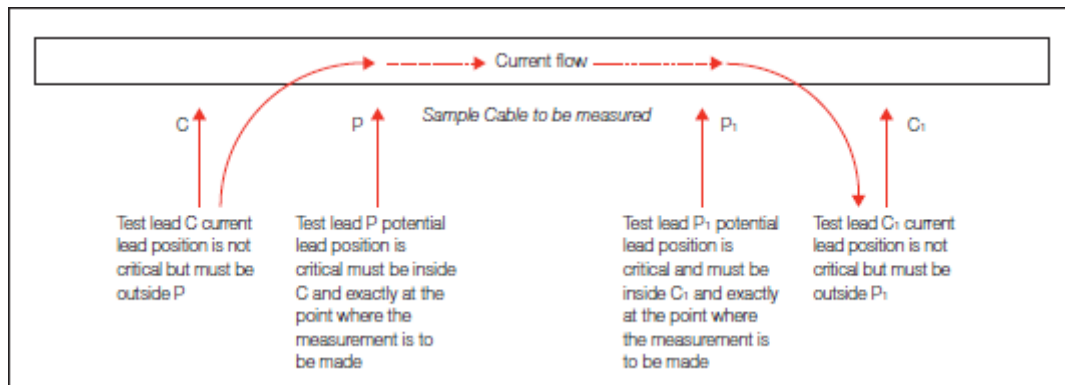 Current flow
C
P
Sample Cable to be measured
P₁
C₁
Test lead C current
lead position is not
critical but must be
outside P
Test lead P potential
lead position is
critical must be inside
C and exactly at the
point where the
measurement is to
be made
Test lead P₁ potential
lead position is
critical and must be
inside C₁ and exactly
at the point where
the measurement is
to be made
Test lead C₁ current
lead position is not
critical but must be
outside P₁